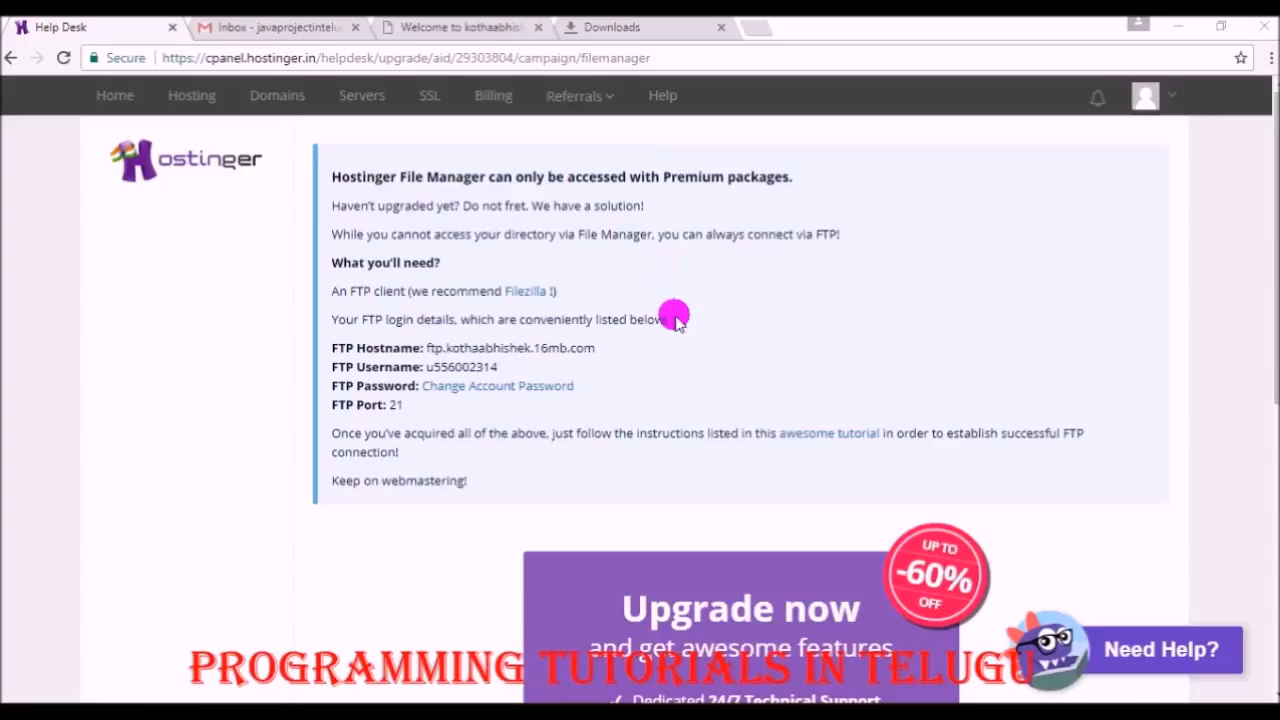 Help Desk
Inbox - javaprojectintelu
Welcome to kothaabhish
Downloads
Secure
https://cpanel.hostinger.in/helpdesk/upgrade/aid/29303804/campaign/filemanager
Home Hosting Domains Servers SSL Billing Referrals Help
Hostinger
Hostinger File Manager can only be accessed with Premium packages.
Haven't upgraded yet? Do not fret. We have a solution!
While you cannot access your directory via File Manager, you can always connect via FTP!
What you'll need?
An FTP client (we recommend Filezilla !)
Your FTP login details, which are conveniently listed below
FTP Hostname: ftp.kothaabhishek.16mb.com
FTP Username: u556002314
FTP Password: Change Account Password
FTP Port: 21
Once you've acquired all of the above, just follow the instructions listed in this awesome tutorial in order to establish successful FTP
connection!
Keep on webmastering!
UP TO
-60%
OFF
Upgrade now
and get awesome features
Need Help?
PROGRAMMING TUTORIALS IN TELUGU
✓ Dedicated 24/7 Technical Support